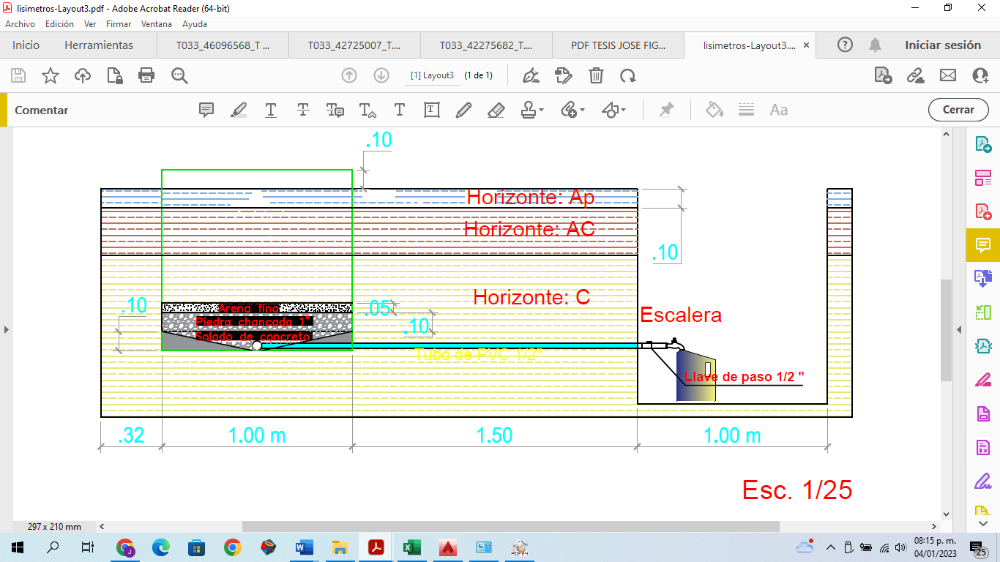 lisimetros-Layout3.pdf - Adobe Acrobat Reader (64-bit)
Archivo Edición Ver Firmar Ventana Ayuda
Inicio Herramientas T033_46096568_T ... T033_42725007_T.... T033_42275682_T.... PDF TESIS JOSE FIG... lisimetros-Layout3.... Iniciar sesión
[1] Layout3 (1 de 1)
Comentar Cerrar
.10
Horizonte: Ap
Horizonte: AC
.10
Horizonte: C
.10
Arena fina
.05
Piedra chancada 1"
.10
Escalera
Solado de concreto
Tubo de PVC 1/2"
Llave de paso 1/2 "
.32 1.00 m 1.50 1.00 m
Esc. 1/25
297 x 210 mm
08:15 p. m.
04/01/2023
25
PDF24